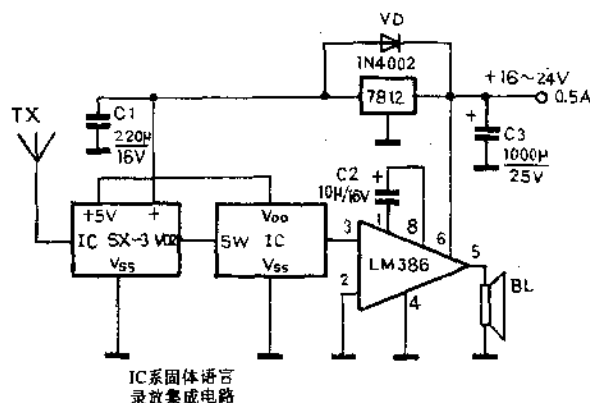 VD
1N4002
7812
+16~24V
0.5A
TX
C1
220μ
16V
+
C3
1000μ
25V
+
C2
10μ/16V
+5V
+
IC
SX-3
VO2
VSS
VDD
SW
IC
VSS
3
2
1
8
6
5
4
LM386
BL
IC系固体语言
录放集成电路